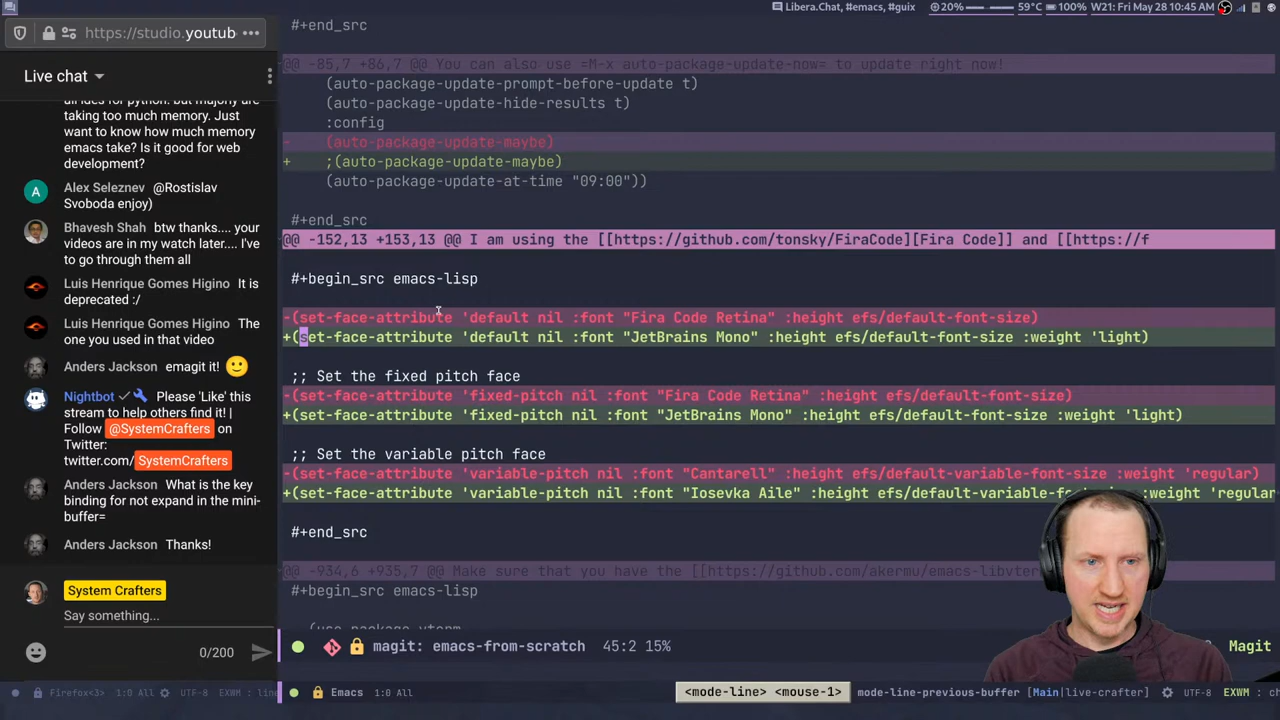 Libera.Chat, #emacs, #guix
20%
59°C
100%
W21: Fri May 28 10:45 AM
https://studio.youtub
Live chat
taking too much memory. Just
want to know how much memory
emacs take? Is it good for web
development?
Alex Seleznev @Rostislav
Svoboda enjoy)
Bhavesh Shah btw thanks.... your
videos are in my watch later.... I've
to go through them all
Luis Henrique Gomes Higino It is
deprecated :/
Luis Henrique Gomes Higino The
one you used in that video
Anders Jackson emagit it!
Nightbot Please 'Like' this
stream to help others find it! |
Follow @SystemCrafters on
Twitter:
twitter.com/ SystemCrafters
Anders Jackson What is the key
binding for not expand in the mini-
buffer=
Anders Jackson Thanks!
System Crafters
Say something...
0/200
#+end_src
@@ -85,7 +86,7 @@ You can also use =M-x auto-package-update-now= to update right now!
(auto-package-update-prompt-before-update t)
(auto-package-update-hide-results t)
:config
- (auto-package-update-maybe)
+ ;(auto-package-update-maybe)
(auto-package-update-at-time "09:00"))
#+end_src
@@ -152,13 +153,13 @@ I am using the [[https://github.com/tonsky/FiraCode][Fira Code]] and [[https://f
#+begin_src emacs-lisp
-(set-face-attribute 'default nil :font "Fira Code Retina" :height efs/default-font-size)
+(set-face-attribute 'default nil :font "JetBrains Mono" :height efs/default-font-size :weight 'light)
;; Set the fixed pitch face
-(set-face-attribute 'fixed-pitch nil :font "Fira Code Retina" :height efs/default-font-size)
+(set-face-attribute 'fixed-pitch nil :font "JetBrains Mono" :height efs/default-font-size :weight 'light)
;; Set the variable pitch face
-(set-face-attribute 'variable-pitch nil :font "Cantarell" :height efs/default-variable-font-size :weight 'regular)
+(set-face-attribute 'variable-pitch nil :font "Iosevka Aile" :height efs/default-variable-f :weight 'regular
#+end_src
@@ -934,6 +935,7 @@ Make sure that you have the [[https://github.com/akermu/emacs-libvter
#+begin_src emacs-lisp
(use-package vterm
magit: emacs-from-scratch 45:2 15%
Magit
Firefox<3> 1:0 All UTF-8 EXWM :
Emacs 1:0 All
<mode-line> <mouse-1> mode-line-previous-buffer [Main|live-crafter] UTF-8 EXWM :